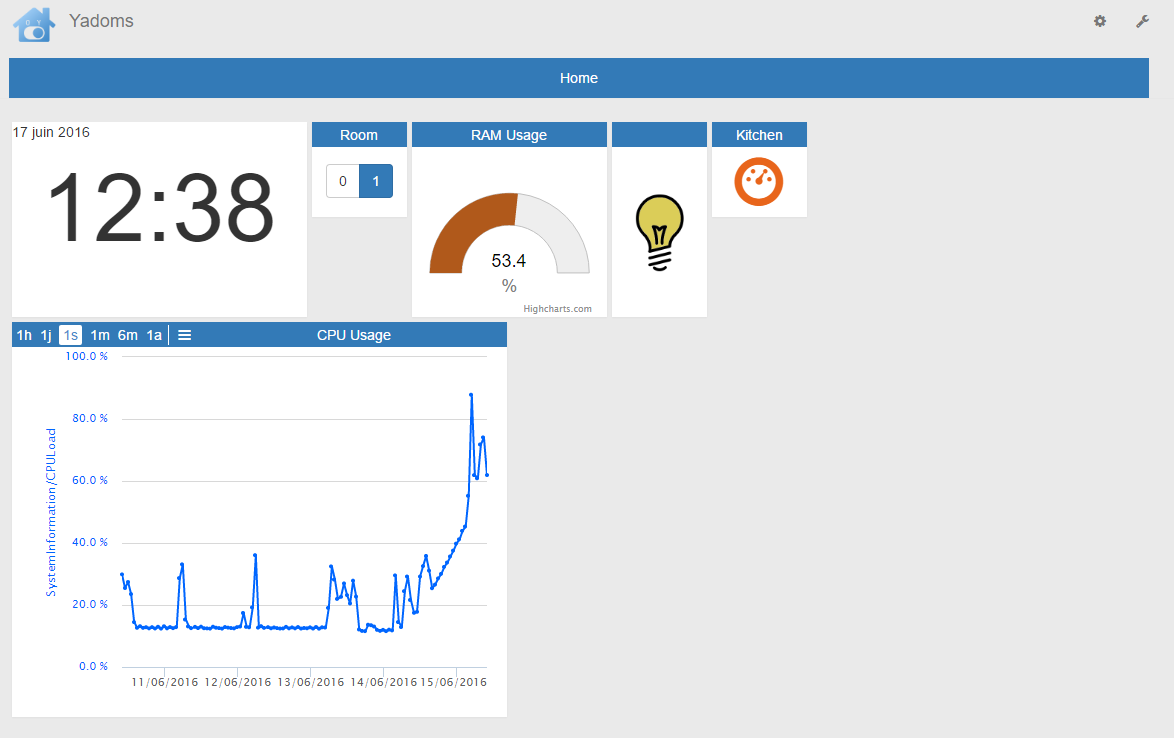 Yadoms
Home
17 juin 2016
12:38
Room
0 1
RAM Usage
53.4
%
Highcharts.com
Kitchen
1h 1j 1s 1m 6m 1a CPU Usage
SystemInformation/CPULoad
100.0 %
80.0 %
60.0 %
40.0 %
20.0 %
0.0 %
11/06/2016 12/06/2016 13/06/2016 14/06/2016 15/06/2016